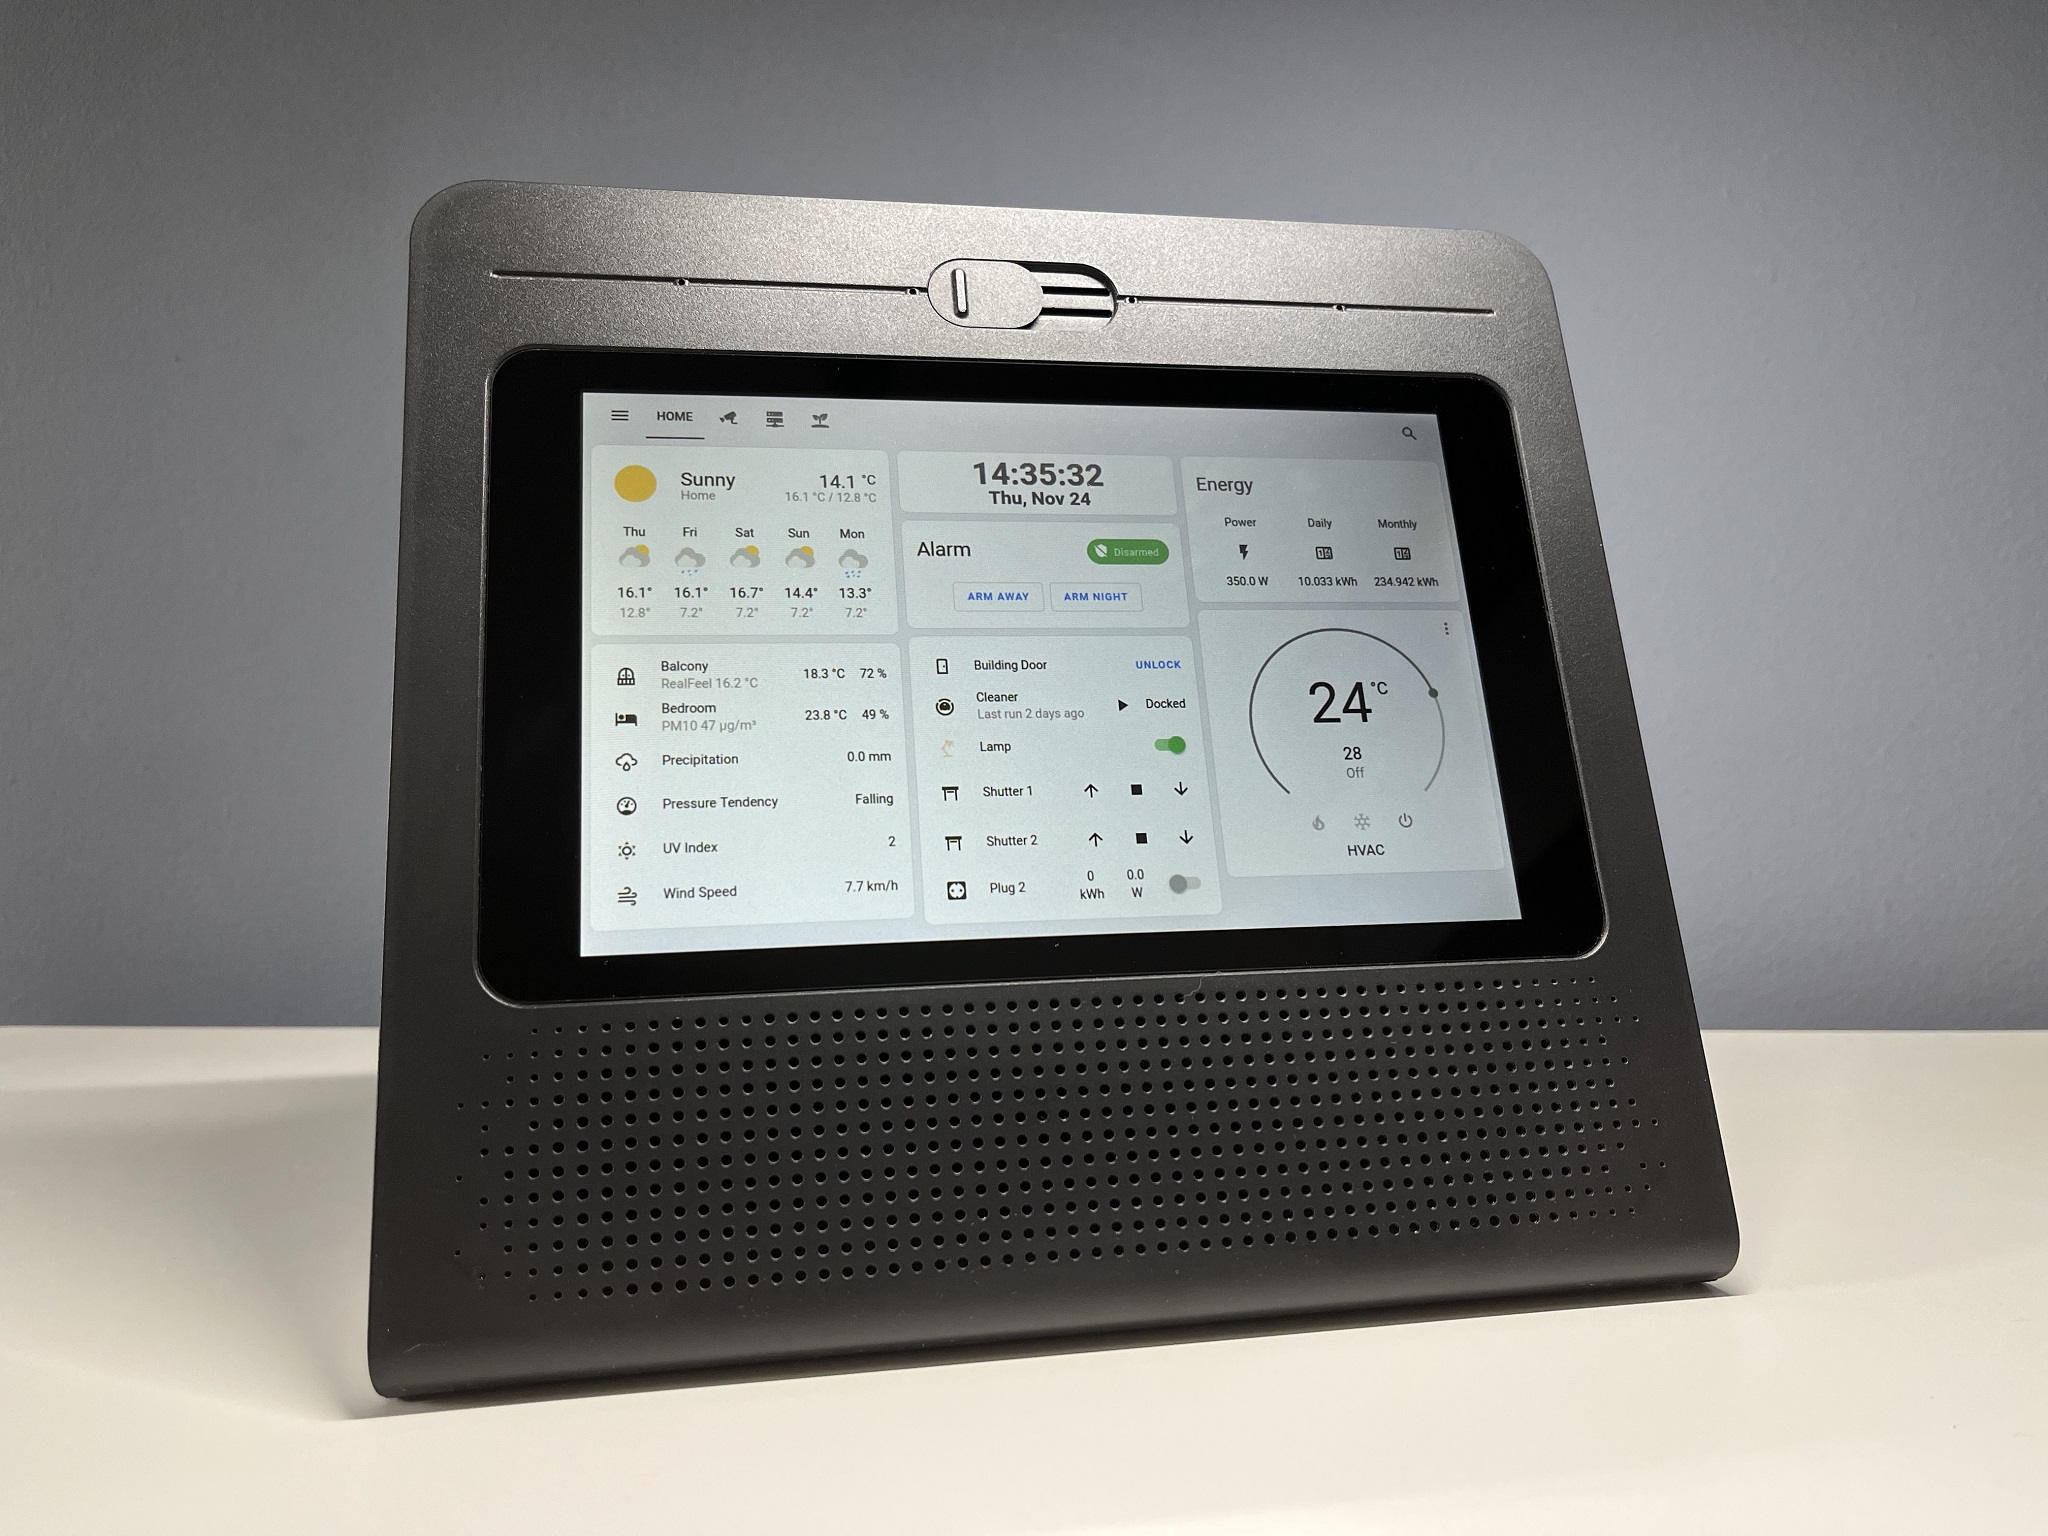 HOME
Sunny
Home
14.1 °C
16.1 °C / 12.8 °C
Thu Fri Sat Sun Mon
16.1° 16.1° 16.7° 14.4° 13.3°
12.8° 7.2° 7.2° 7.2° 7.2°
Balcony
RealFeel 16.2 °C
18.3 °C 72 %
Bedroom
PM10 47 µg/m³
23.8 °C 49 %
Precipitation 0.0 mm
Pressure Tendency Falling
UV Index 2
Wind Speed 7.7 km/h
14:35:32
Thu, Nov 24
Alarm Disarmed
ARM AWAY ARM NIGHT
Building Door UNLOCK
Cleaner
Last run 2 days ago
Docked
Lamp
Shutter 1
Shutter 2
Plug 2
0
kWh
0.0
W
Energy
Power Daily Monthly
350.0 W 10.033 kWh 234.942 kWh
24 °C
28
Off
HVAC